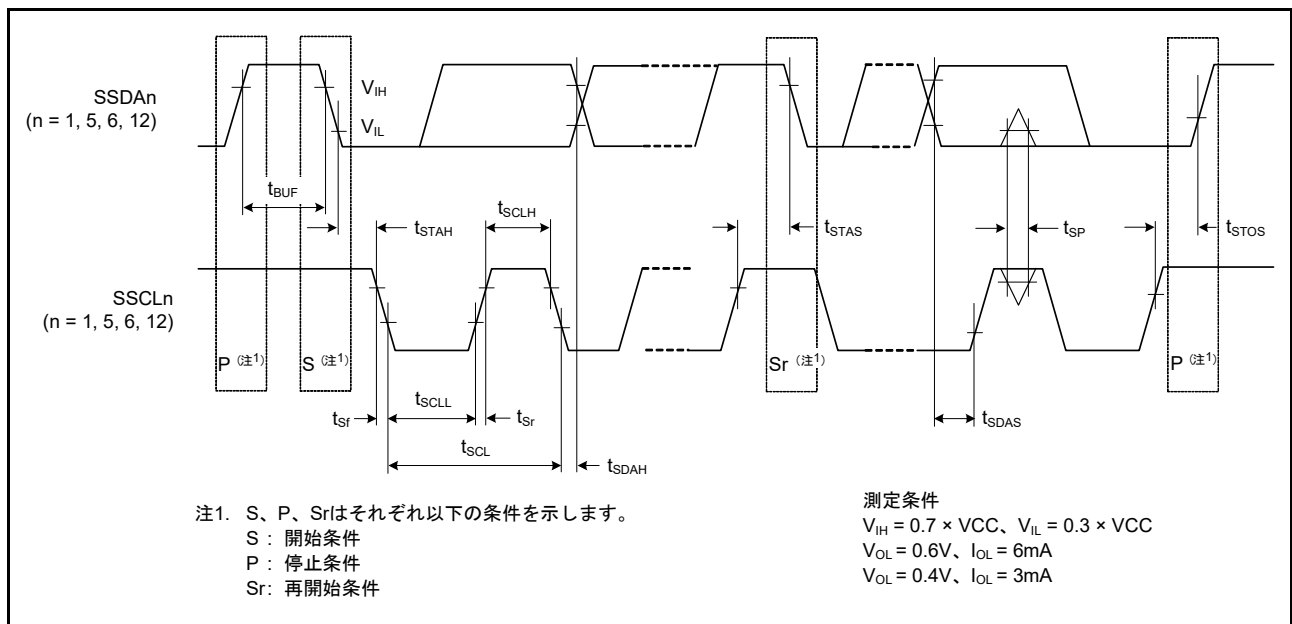 SSDAn
(n = 1, 5, 6, 12)
VIH
VIL
tBUF
tSTAH
tSCLH
tSTAS
tSP
tSTOS
SSCLn
(n = 1, 5, 6, 12)
P（注1）
S（注1）
Sr（注1）
P（注1）
tSf
tSCLL
tSr
tSDAS
tSCL
tSDAH
注1. S、P、Srはそれぞれ以下の条件を示します。
S : 開始条件
P : 停止条件
Sr: 再開始条件
測定条件
VIH = 0.7 × VCC、VIL = 0.3 × VCC
VOL = 0.6V、IOL = 6mA
VOL = 0.4V、IOL = 3mA